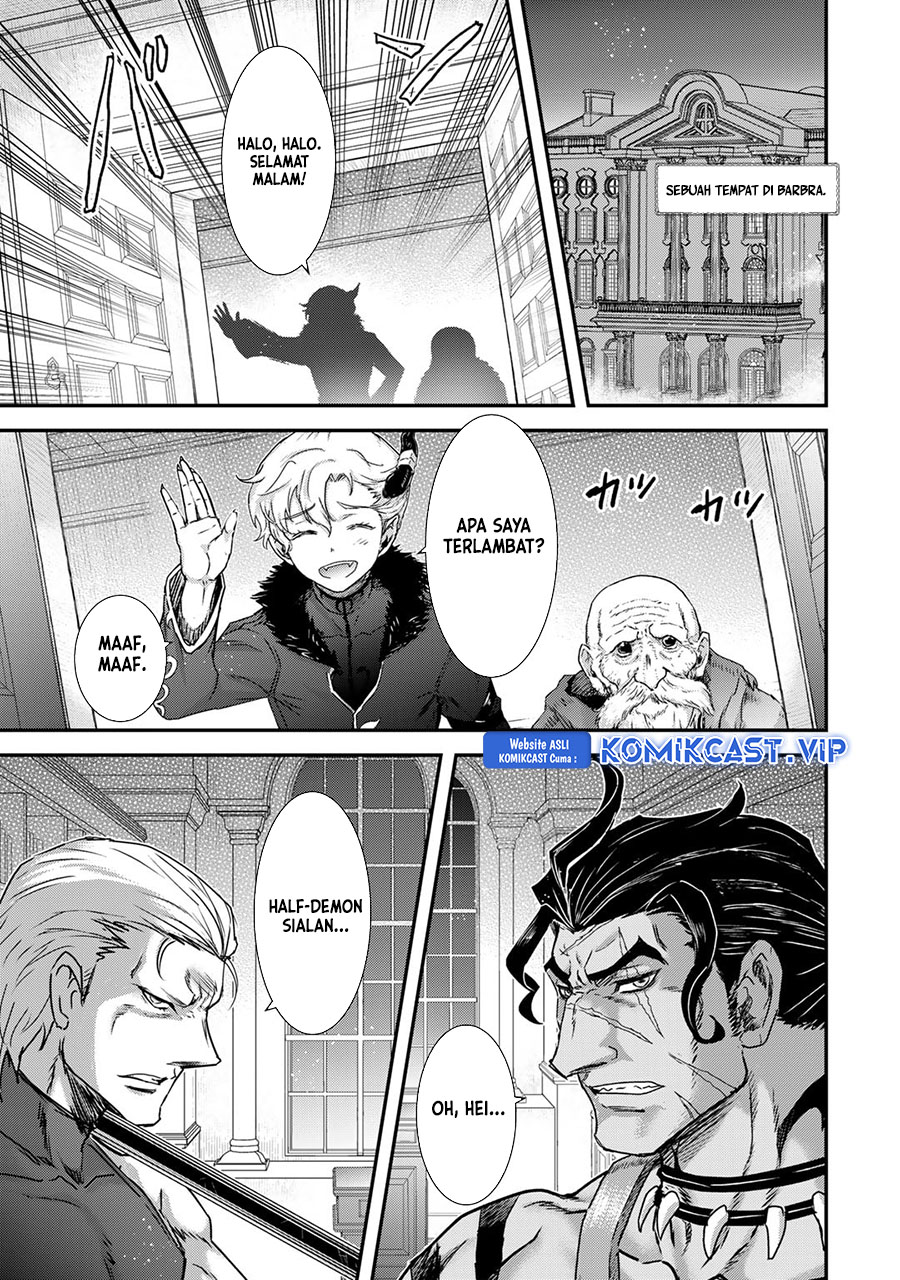 SEBUAH TEMPAT DI BARBRA.
バ
ガ
HALO, HALO.
SELAMAT
MALAM!
カツ
カツ
APA SAYA
TERLAMBAT?
MAAF,
MAAF.
Website ASLI
KOMIKCAST Cuma :
KOMIKCAST.VIP
OH, HEI...
HALF-DEMON
SIALAN...